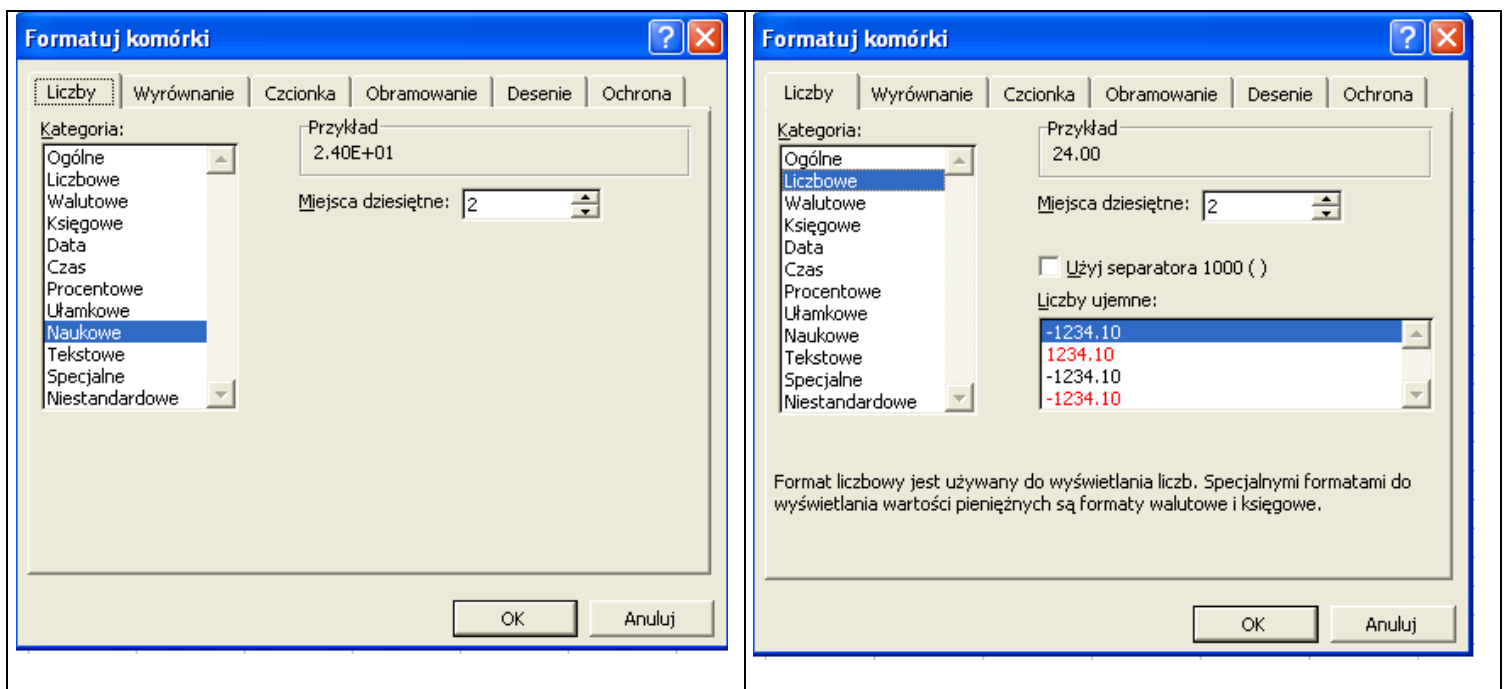 Formatuj komórki
Liczby Wyrównanie Czcionka Obramowanie Desenie Ochrona
Kategoria:
Ogólne
Liczbowe
Walutowe
Księgowe
Data
Czas
Procentowe
Ułamkowe
Naukowe
Tekstowe
Specjalne
Niestandardowe
Przykład
2.40E+01
Miejsca dziesiętne: 2
OK Anuluj
Formatuj komórki
Liczby Wyrównanie Czcionka Obramowanie Desenie Ochrona
Kategoria:
Ogólne
Liczbowe
Walutowe
Księgowe
Data
Czas
Procentowe
Ułamkowe
Naukowe
Tekstowe
Specjalne
Niestandardowe
Przykład
24.00
Miejsca dziesiętne: 2
Użyj separatora 1000 ( )
Liczby ujemne:
-1234.10
1234.10
-1234.10
-1234.10
Format liczbowy jest używany do wyświetlania liczb. Specjalnymi formatami do
wyświetlania wartości pieniężnych są formaty walutowe i księgowe.
OK Anuluj